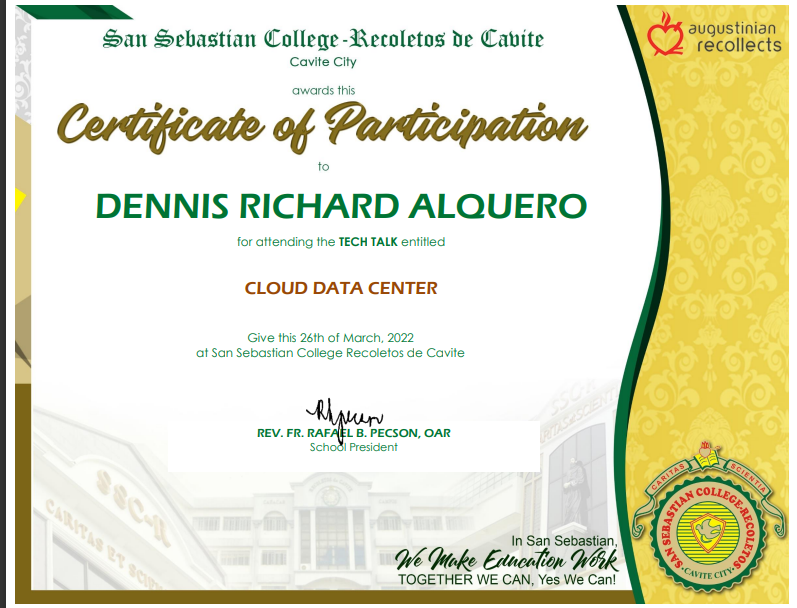 San Sebastian College-Recoletos de Cavite
Cavite City
awards this
Certificate of Participation
to
DENNIS RICHARD ALQUERO
for attending the TECH TALK entitled
CLOUD DATA CENTER
Give this 26th of March, 2022
at San Sebastian College Recoletos de Cavite
REV. FR. RAFAEL B. PECSON, OAR
School President
In San Sebastian,
We Make Education Work
TOGETHER WE CAN, Yes We Can!
augustinian
recollects
CARITAS SCIENTIA
SAN SEBASTIAN COLLEGE-RECOLETOS
CAVITE CITY
SSC-R
CARITAS ET SCIEN
SSC-R